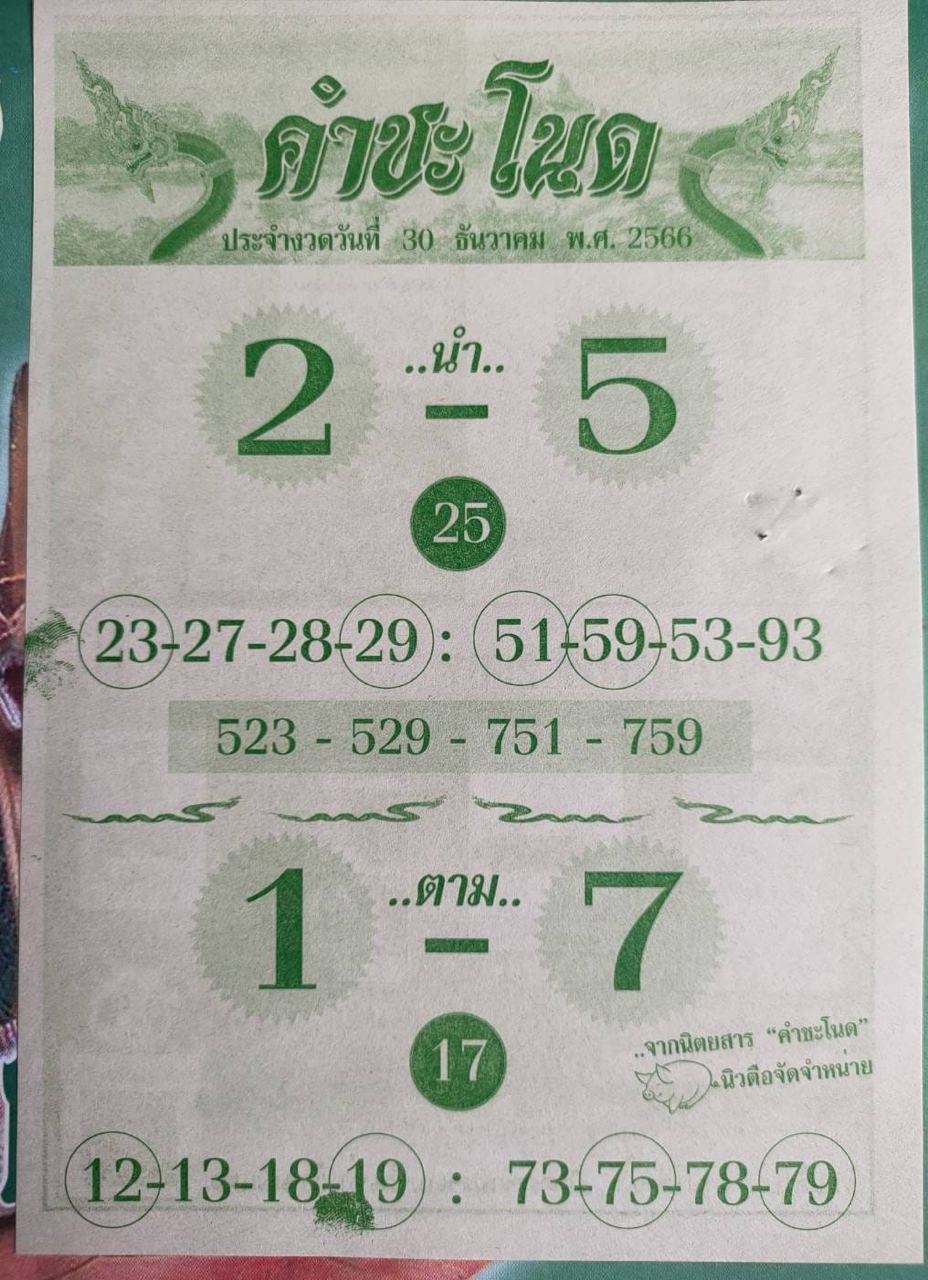 คำชะโนด
ประจำงวดวันที่ 30 ธันวาคม พ.ศ. 2566
..นำ..
2 - 5
25
23-27-28-29 : 51-59-53-93
523 - 529 - 751 - 759
..ตาม..
1 - 7
17
..จากนิตยสาร "คำชะโนด"
นิวตือจัดจำหน่าย
12-13-18-19 : 73-75-78-79